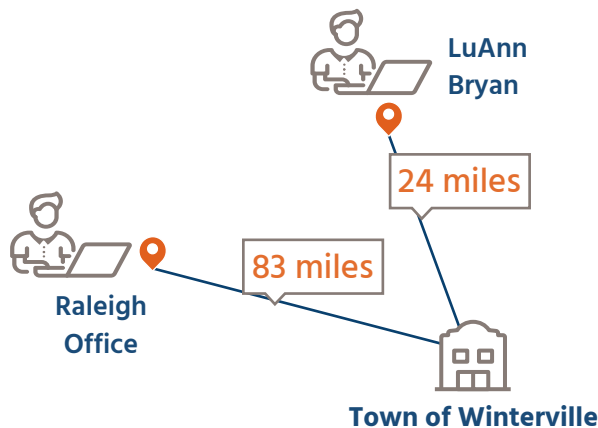 LuAnn
Bryan
24 miles
83 miles
Raleigh
Office
Town of Winterville